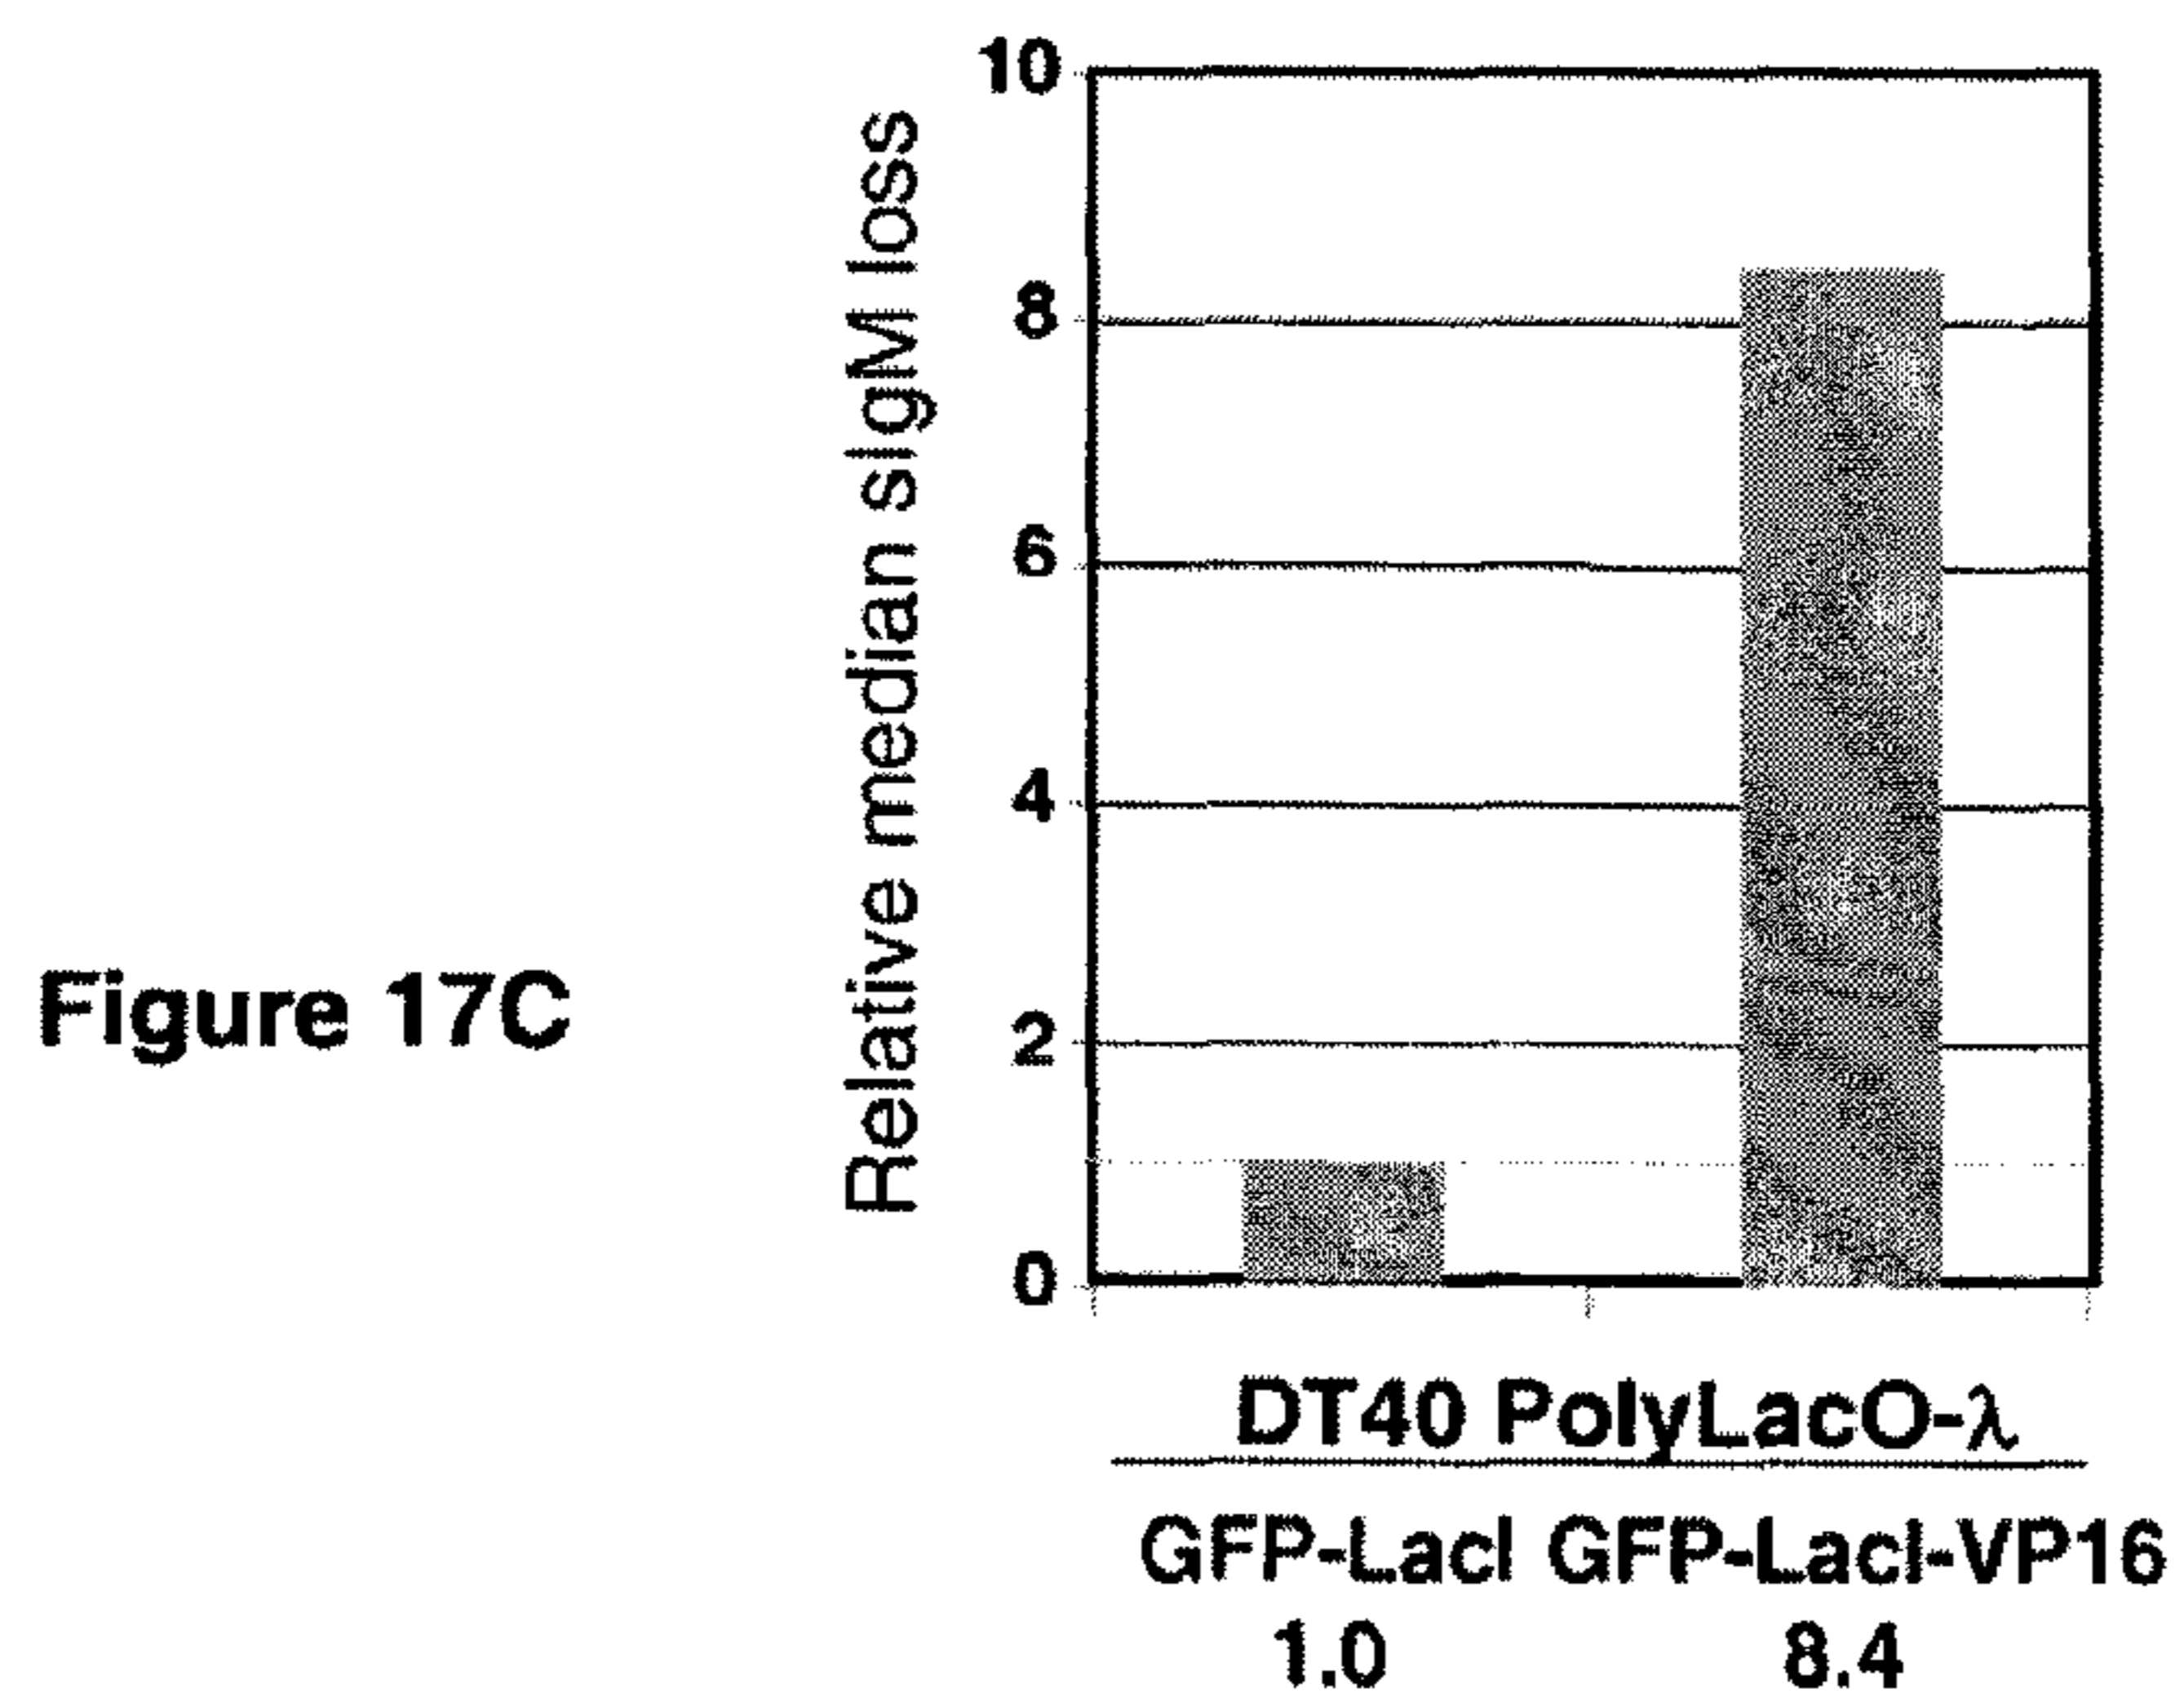 Relative median sIgM loss
10
8
6
4
2
0
Figure 17C
DT40 PolyLacO-λ
GFP-LacI GFP-LacI-VP16
1.0 8.4